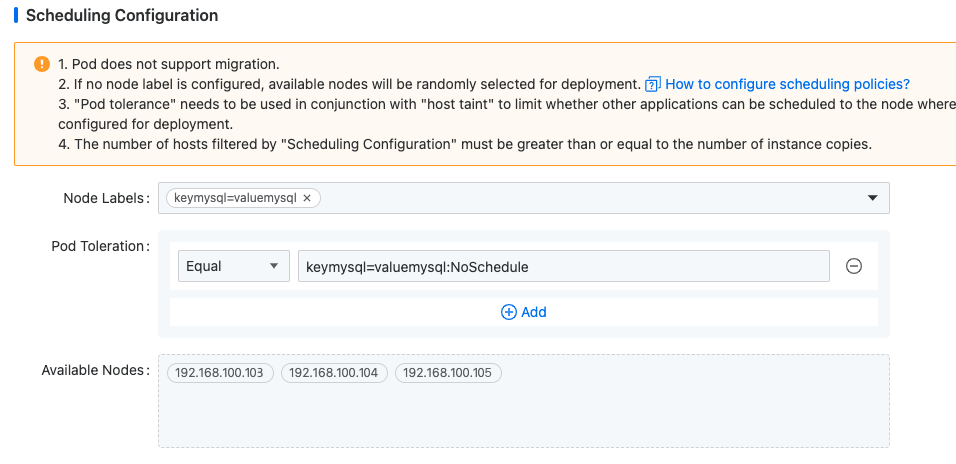 Scheduling Configuration
1. Pod does not support migration.
2. If no node label is configured, available nodes will be randomly selected for deployment. How to configure scheduling policies?
3. "Pod tolerance" needs to be used in conjunction with "host taint" to limit whether other applications can be scheduled to the node where
configured for deployment.
4. The number of hosts filtered by "Scheduling Configuration" must be greater than or equal to the number of instance copies.
Node Labels: keymysql=valuemysql ×
Pod Toleration:
Equal keymysql=valuemysql:NoSchedule
Add
Available Nodes: 192.168.100.103 192.168.100.104 192.168.100.105